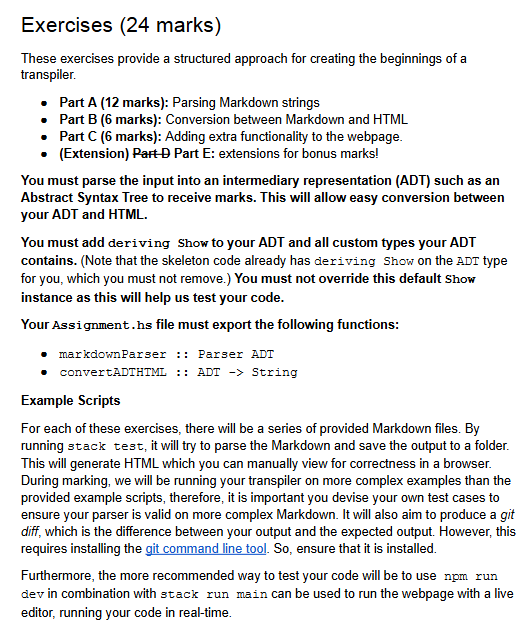 Exercises (24 marks)
These exercises provide a structured approach for creating the beginnings of a
transpiler.
● Part A (12 marks): Parsing Markdown strings
● Part B (6 marks): Conversion between Markdown and HTML
● Part C (6 marks): Adding extra functionality to the webpage.
● (Extension) Part D Part E: extensions for bonus marks!
You must parse the input into an intermediary representation (ADT) such as an
Abstract Syntax Tree to receive marks. This will allow easy conversion between
your ADT and HTML.
You must add deriving Show to your ADT and all custom types your ADT
contains. (Note that the skeleton code already has deriving Show on the ADT type
for you, which you must not remove.) You must not override this default Show
instance as this will help us test your code.
Your Assignment.hs file must export the following functions:
● markdownParser :: Parser ADT
● convertADTHTML :: ADT -> String
Example Scripts
For each of these exercises, there will be a series of provided Markdown files. By
running stack test, it will try to parse the Markdown and save the output to a folder.
This will generate HTML which you can manually view for correctness in a browser.
During marking, we will be running your transpiler on more complex examples than the
provided example scripts, therefore, it is important you devise your own test cases to
ensure your parser is valid on more complex Markdown. It will also aim to produce a git
diff, which is the difference between your output and the expected output. However, this
requires installing the git command line tool. So, ensure that it is installed.
Furthermore, the more recommended way to test your code will be to use npm run
dev in combination with stack run main can be used to run the webpage with a live
editor, running your code in real-time.